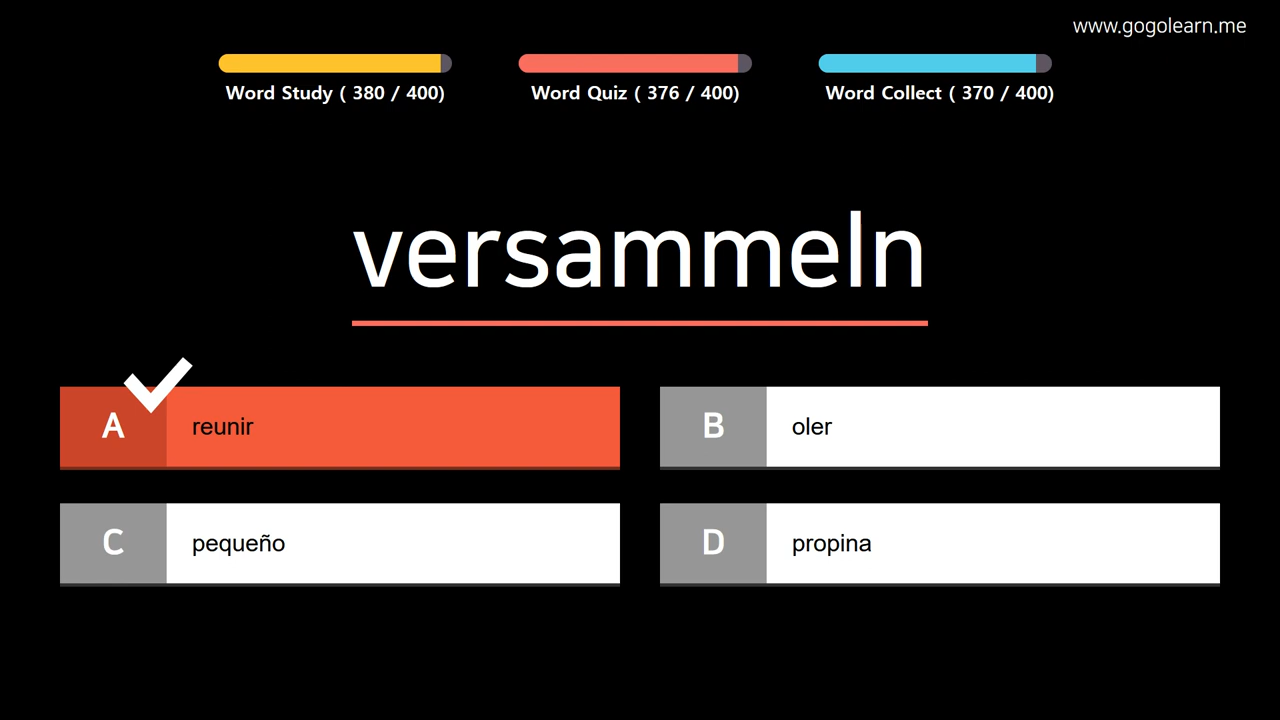 www.gogolearn.me
Word Study ( 380 / 400)
Word Quiz ( 376 / 400)
Word Collect ( 370 / 400)
versammeln
A reunir
B oler
C pequeño
D propina